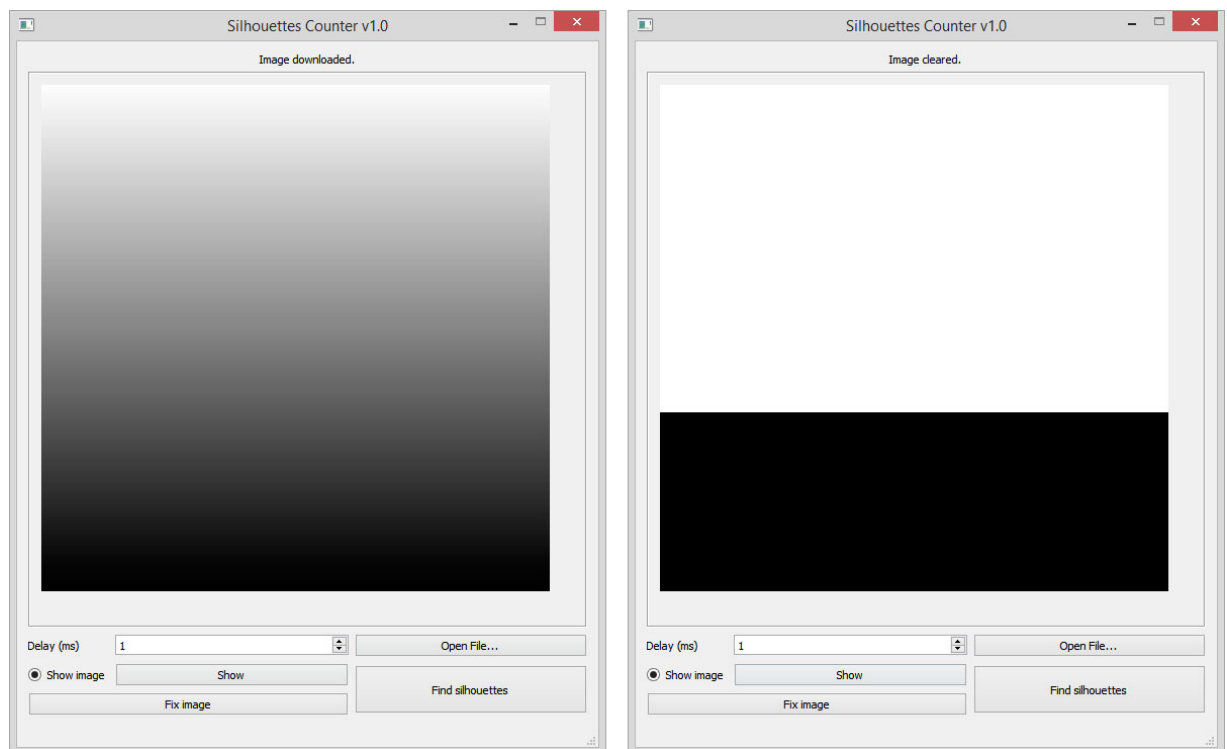 Silhouettes Counter v1.0
Image downloaded.
Delay (ms) 1 Open File...
Show image Show
Find silhouettes
Fix image
Silhouettes Counter v1.0
Image cleared.
Delay (ms) 1 Open File...
Show image Show
Find silhouettes
Fix image